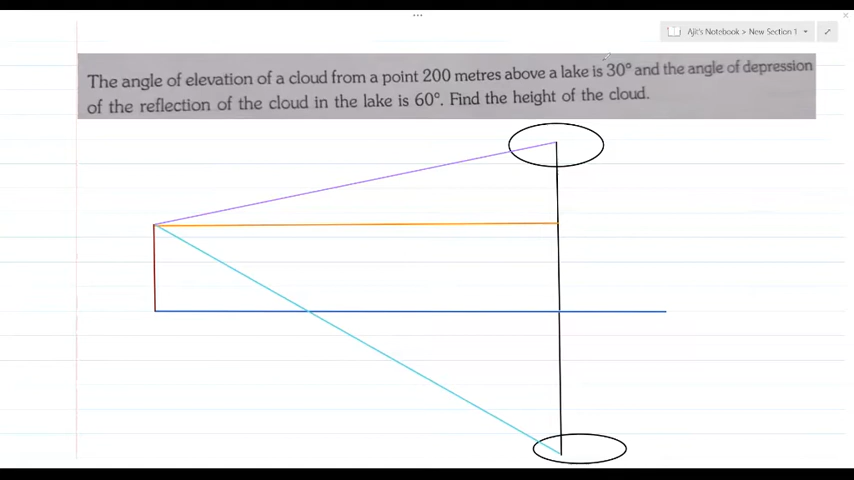 Ajit's Notebook > New Section 1
The angle of elevation of a cloud from a point 200 metres above a lake is 30° and the angle of depression
of the reflection of the cloud in the lake is 60°. Find the height of the cloud.